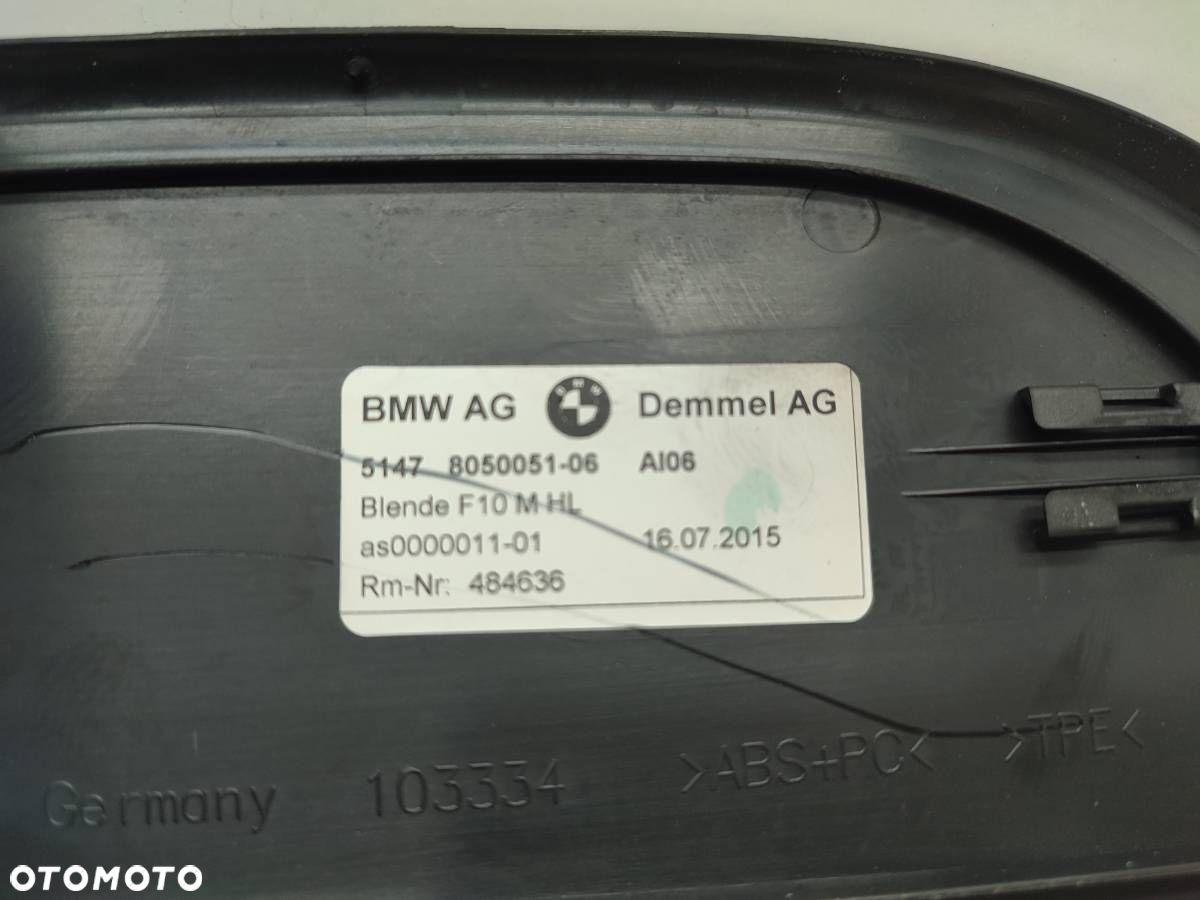 BMW AG BMW Demmel AG
5147 8050051-06 AI06
Blende F10 M HL
as0000011-01 16.07.2015
Rm-Nr: 484636
Germany 103334 >ABS+PC< >TPE<
OTOMOTO